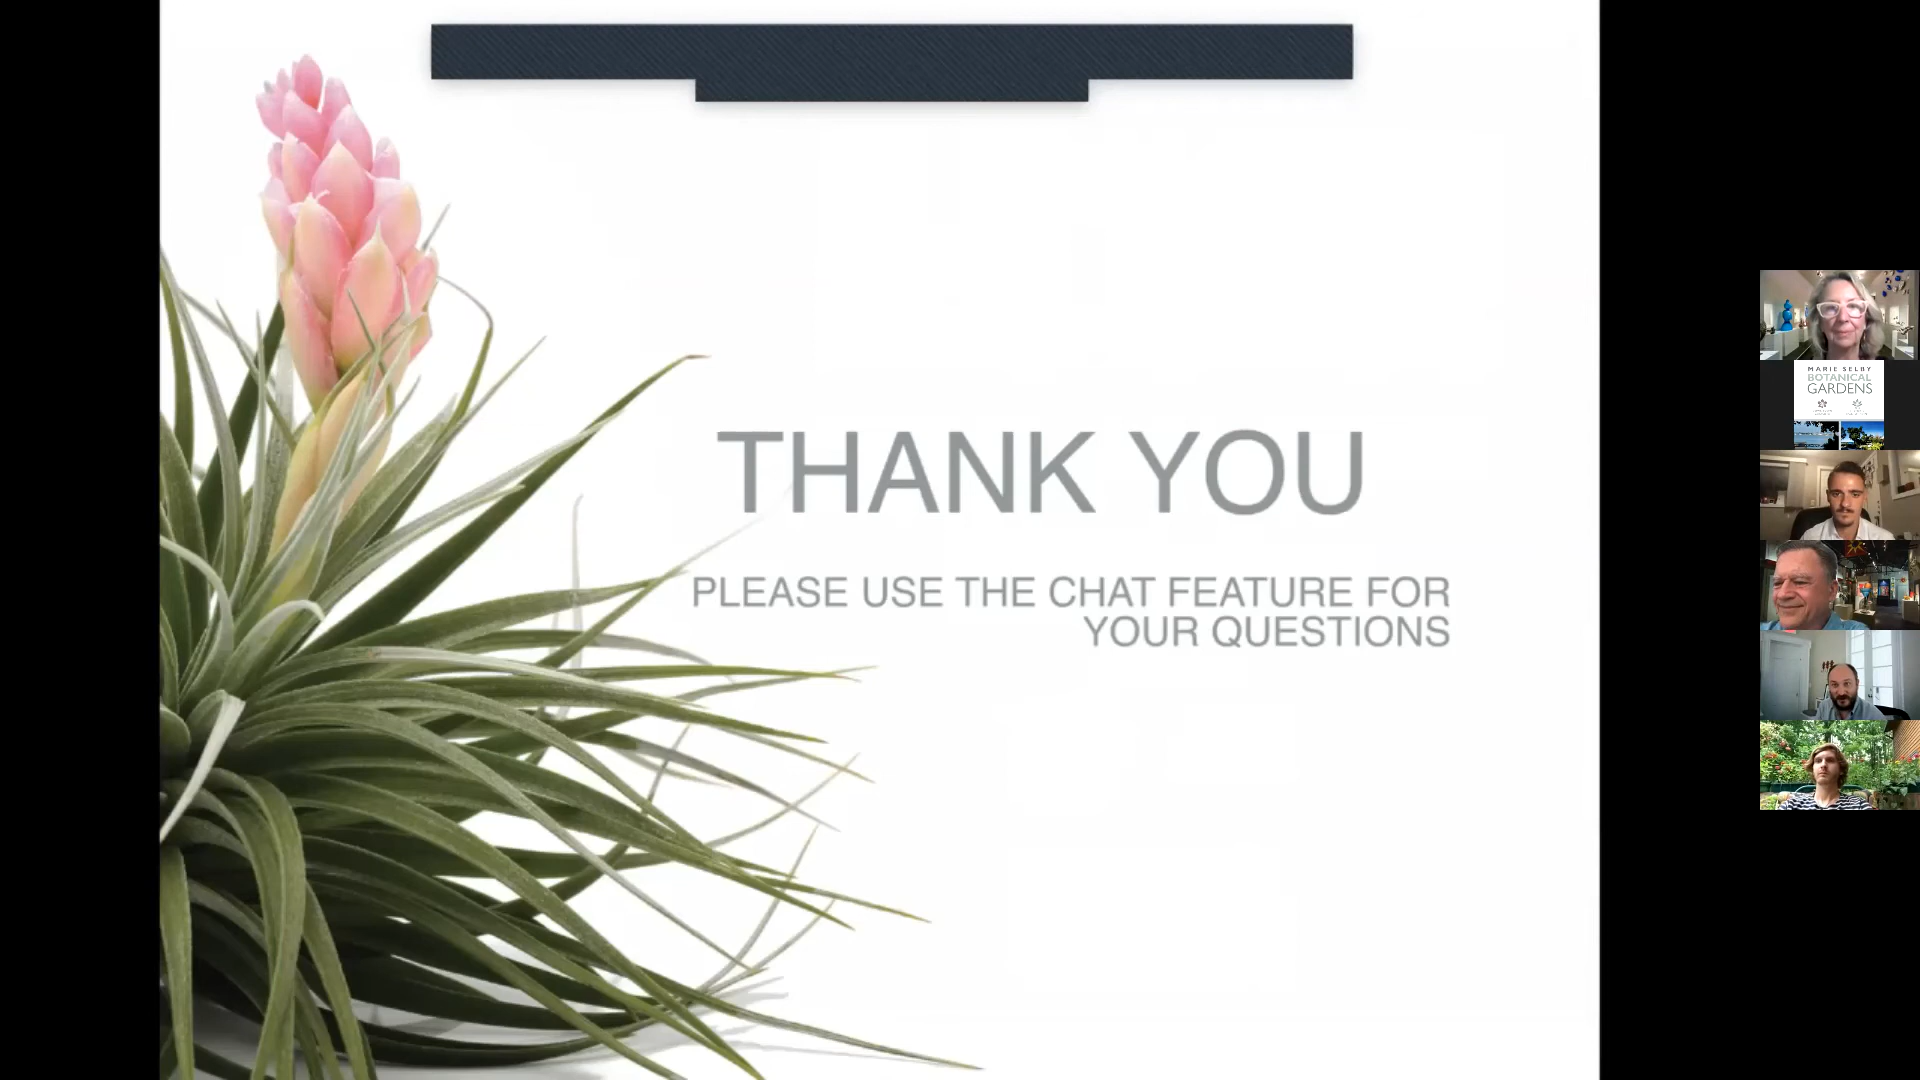 THANK YOU
PLEASE USE THE CHAT FEATURE FOR
YOUR QUESTIONS
MARIE SELBY
BOTANICAL
GARDENS